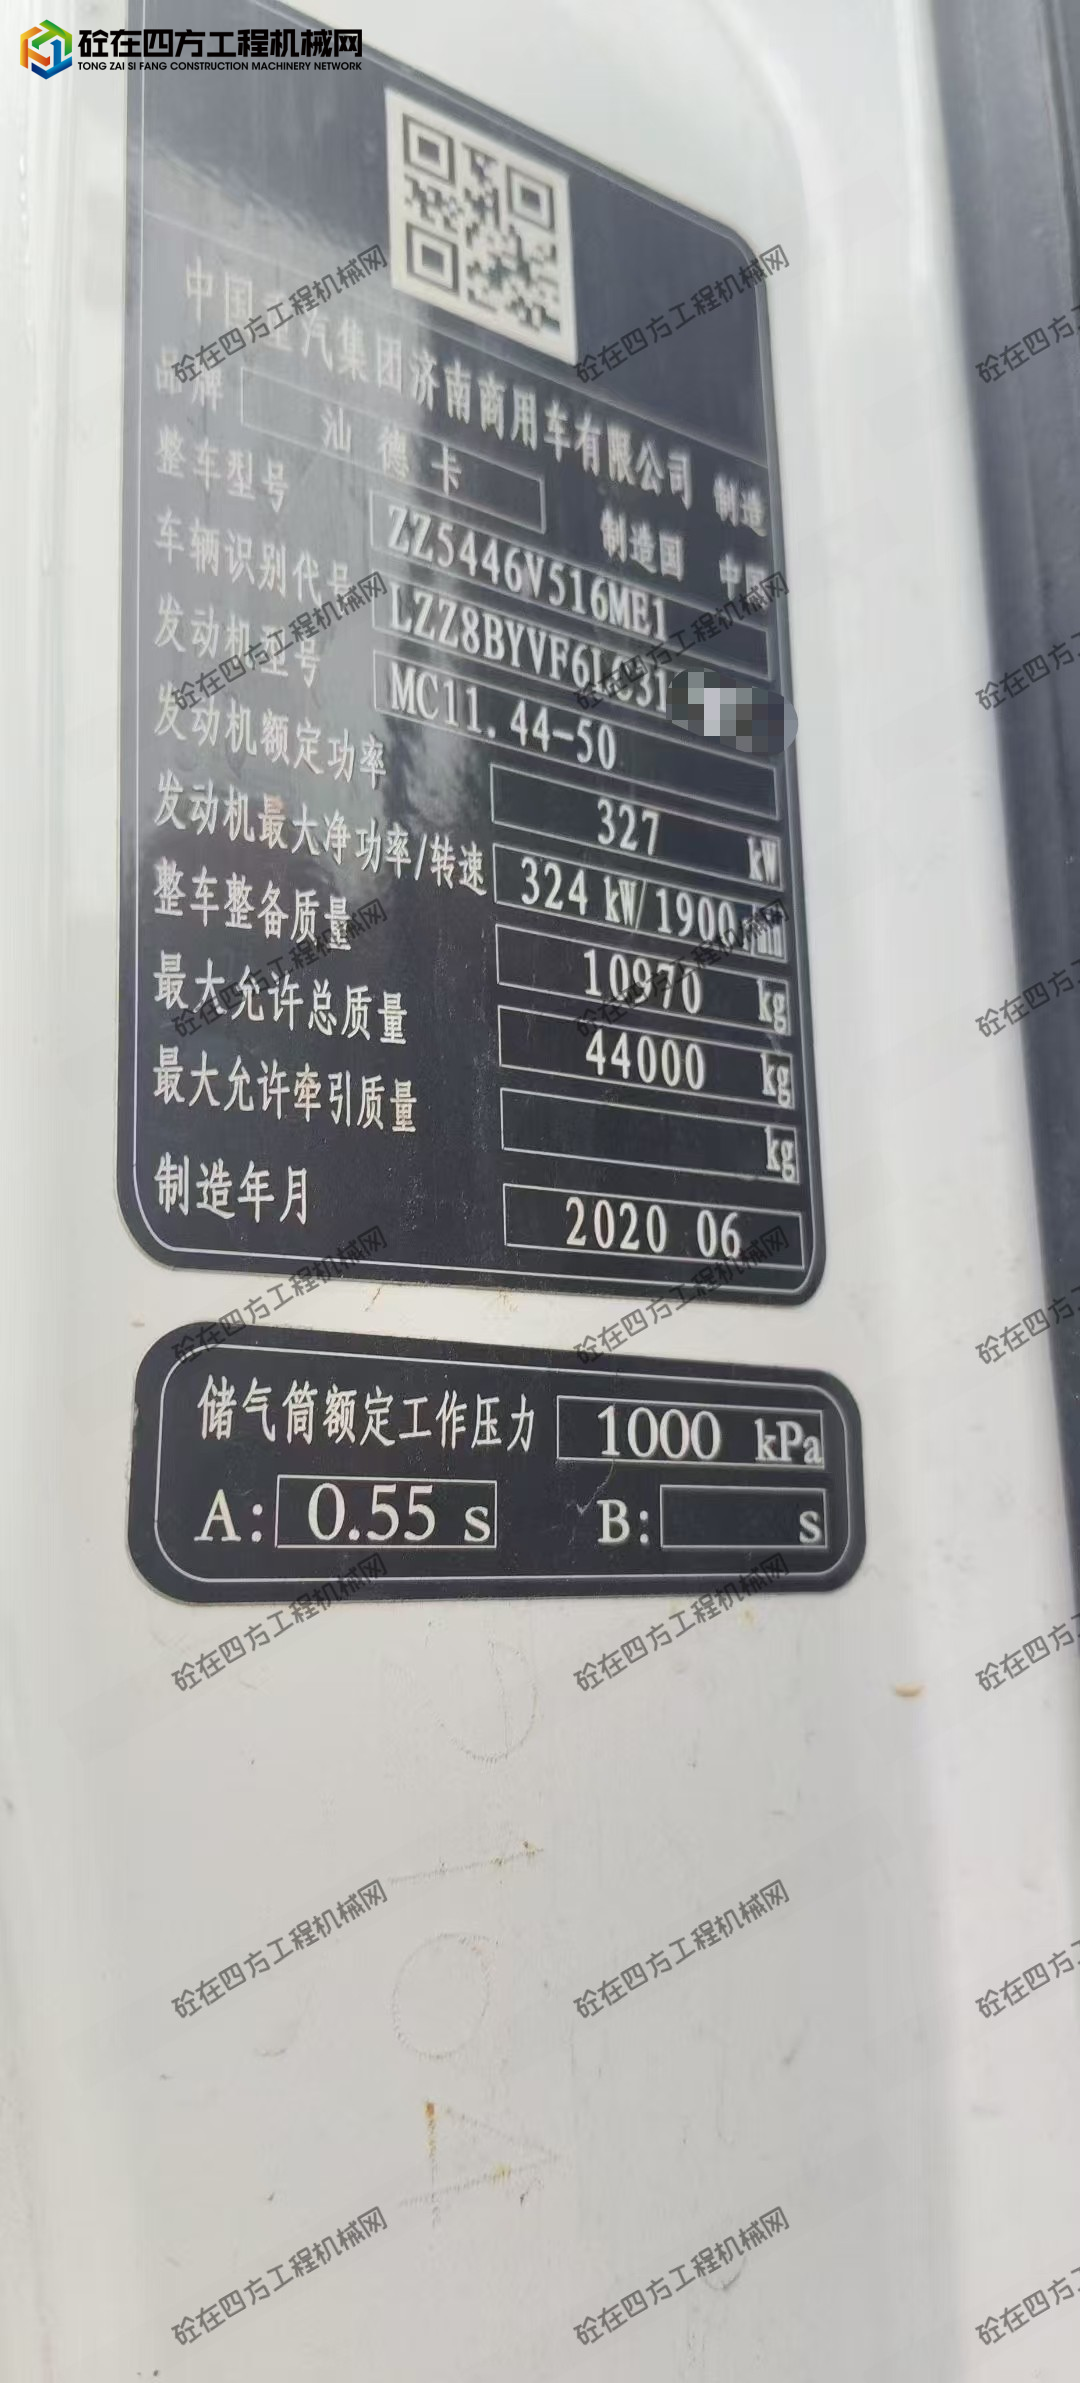 砼在四方工程机械网
TONG ZAI SI FANG CONSTRUCTION MACHINERY NETWORK
中国重汽集团济南商用车有限公司 制造
品牌 汕德卡 制造国 中国
整车型号 ZZ5446V516ME1
车辆识别代号 LZZ8BYVF6LC31
发动机型号 MC11.44-50
发动机额定功率 327 kW
发动机最大净功率/转速 324 kW/1900r/min
整车整备质量 10970 kg
最大允许总质量 44000 kg
最大允许牵引质量 kg
制造年月 2020 06
储气筒额定工作压力 1000 kPa
A: 0.55 s B: s